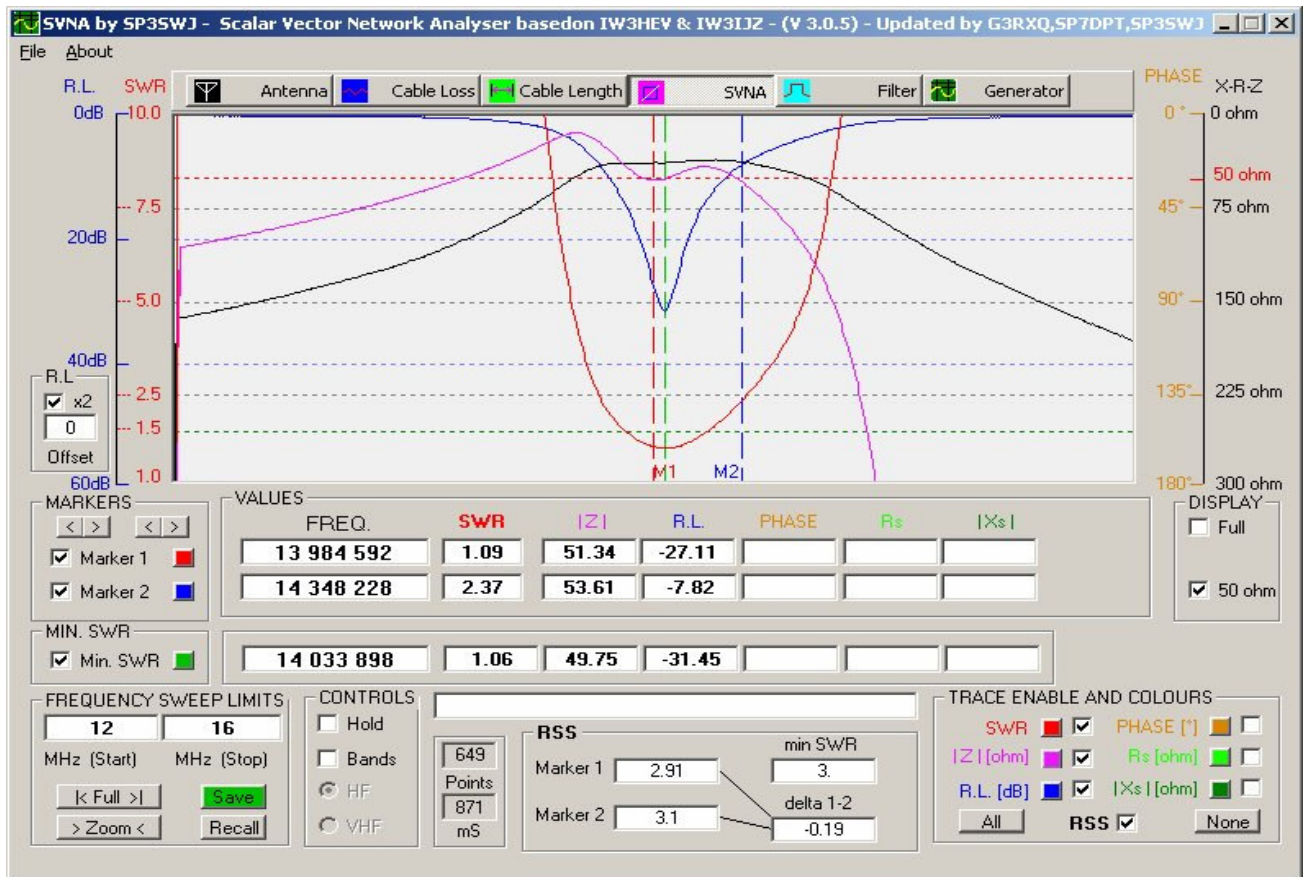 SVNA by SP3SWJ - Scalar Vector Network Analyser basedon IW3HEV & IW3IJZ - (V 3.0.5) - Updated by G3RXQ,SP7DPT,SP3SWJ
File About
R.L. SWR Antenna Cable Loss Cable Length SVNA Filter Generator PHASE X-R-Z
0dB 10.0 0 ° 0 ohm
50 ohm
7.5 45° 75 ohm
20dB
5.0 90° 150 ohm
40dB
R.L
x2 2.5 135° 225 ohm
0 1.5
Offset
60dB 1.0 M1 M2 180° 300 ohm
MARKERS VALUES DISPLAY
< > < > FREQ. SWR |Z| R.L. PHASE Rs |Xs| Full
Marker 1 13 984 592 1.09 51.34 -27.11
Marker 2 14 348 228 2.37 53.61 -7.82 50 ohm
MIN. SWR
Min. SWR 14 033 898 1.06 49.75 -31.45
FREQUENCY SWEEP LIMITS CONTROLS TRACE ENABLE AND COLOURS
12 16 Hold RSS SWR PHASE [°]
MHz (Start) MHz (Stop) Bands 649 Marker 1 2.91 min SWR 3. |Z| [ohm] Rs [ohm]
|< Full >| Save HF Points delta 1-2 R.L. [dB] |Xs| [ohm]
> Zoom < Recall VHF 871 mS Marker 2 3.1 -0.19 All RSS None